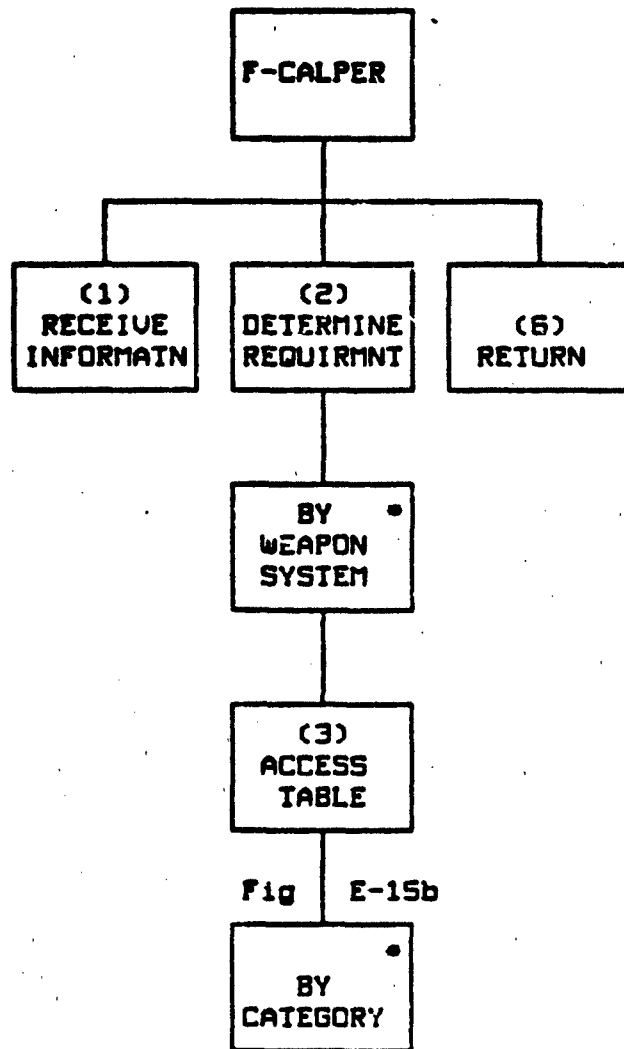 F-CALPER
(1)
RECEIVE
INFORMATN
(2)
DETERMINE
REQUIRMNT
(6)
RETURN
BY *
WEAPON
SYSTEM
(3)
ACCESS
TABLE
Fig E-15b
*
BY
CATEGORY